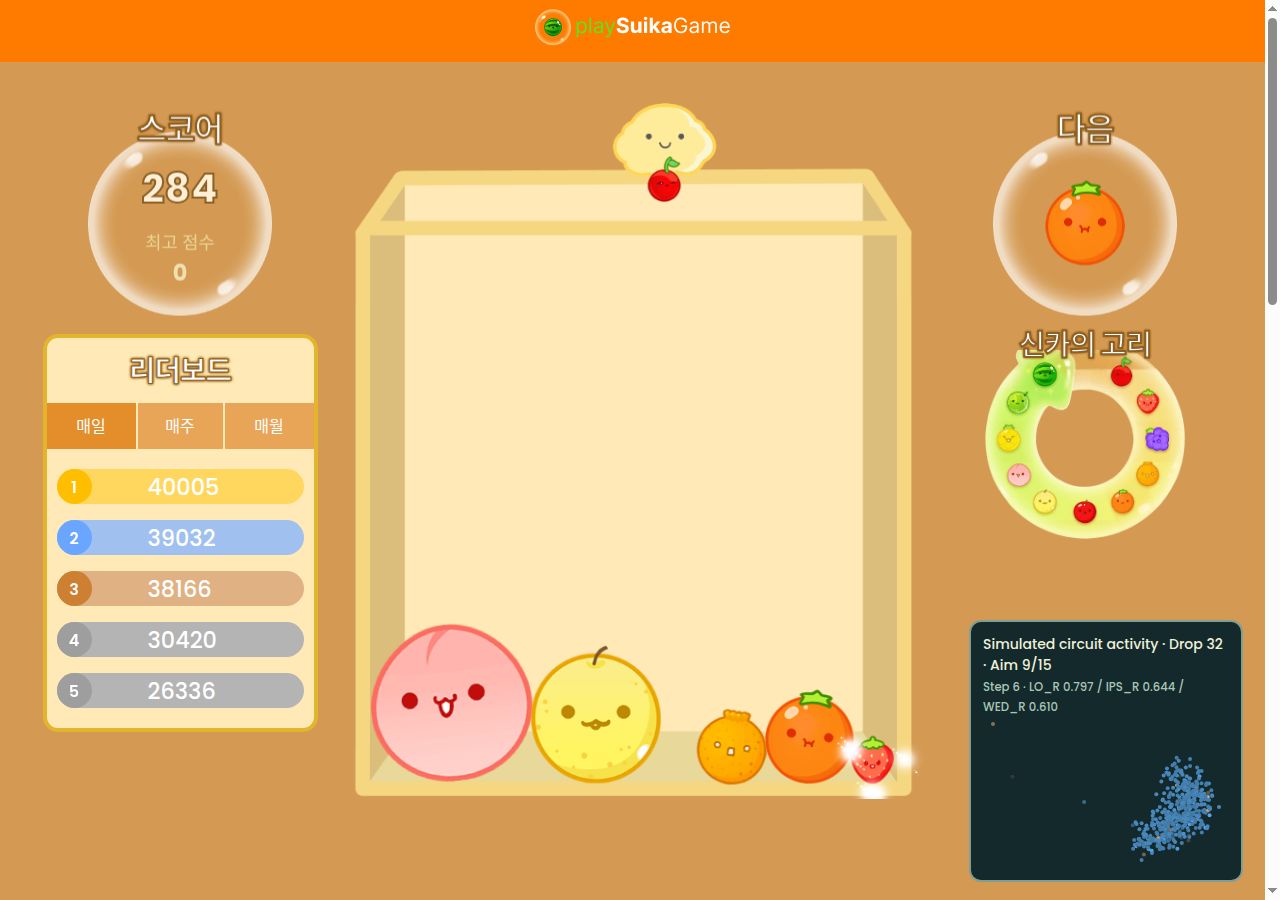 playSuikaGame
스코어
284
최고 점수
0
다음
신카의 고리
리더보드
매일 매주 매월
1 40005
2 39032
3 38166
4 30420
5 26336
Simulated circuit activity · Drop 32
· Aim 9/15
Step 6 · LO_R 0.797 / IPS_R 0.644 /
WED_R 0.610